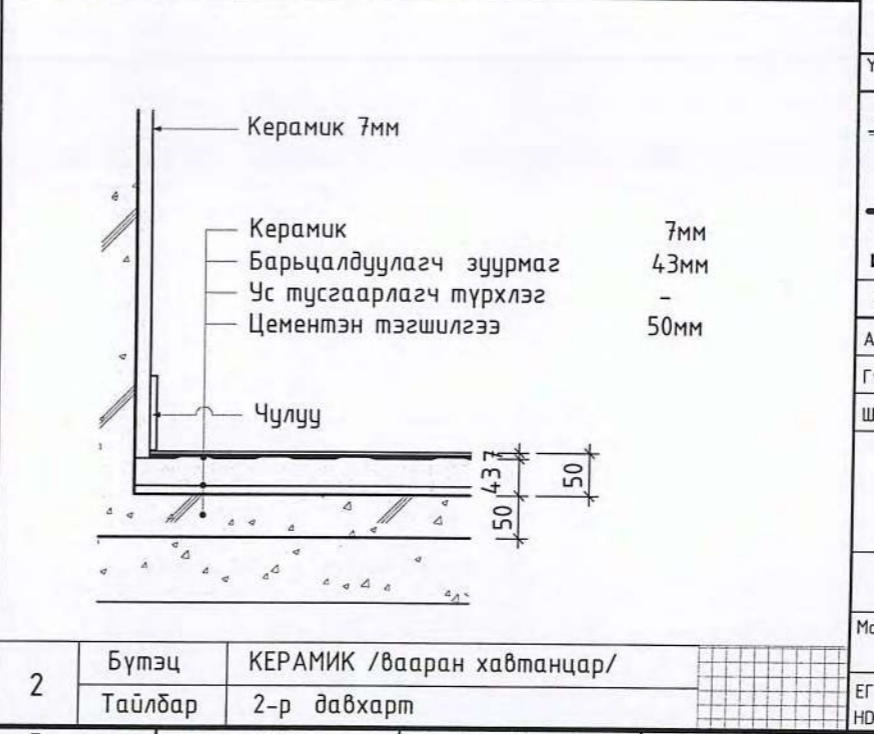 Керамик 7мм
Керамик 7мм
Барьцалдуулагч зуурмаг 43мм
Ус тусгаарлагч түрхлэг -
Цементэн тэгшилгээ 50мм
Чулуу
43 7
50
50
2
Бүтэц КЕРАМИК /вааран хавтанцар/
Тайлбар 2-р давхарт